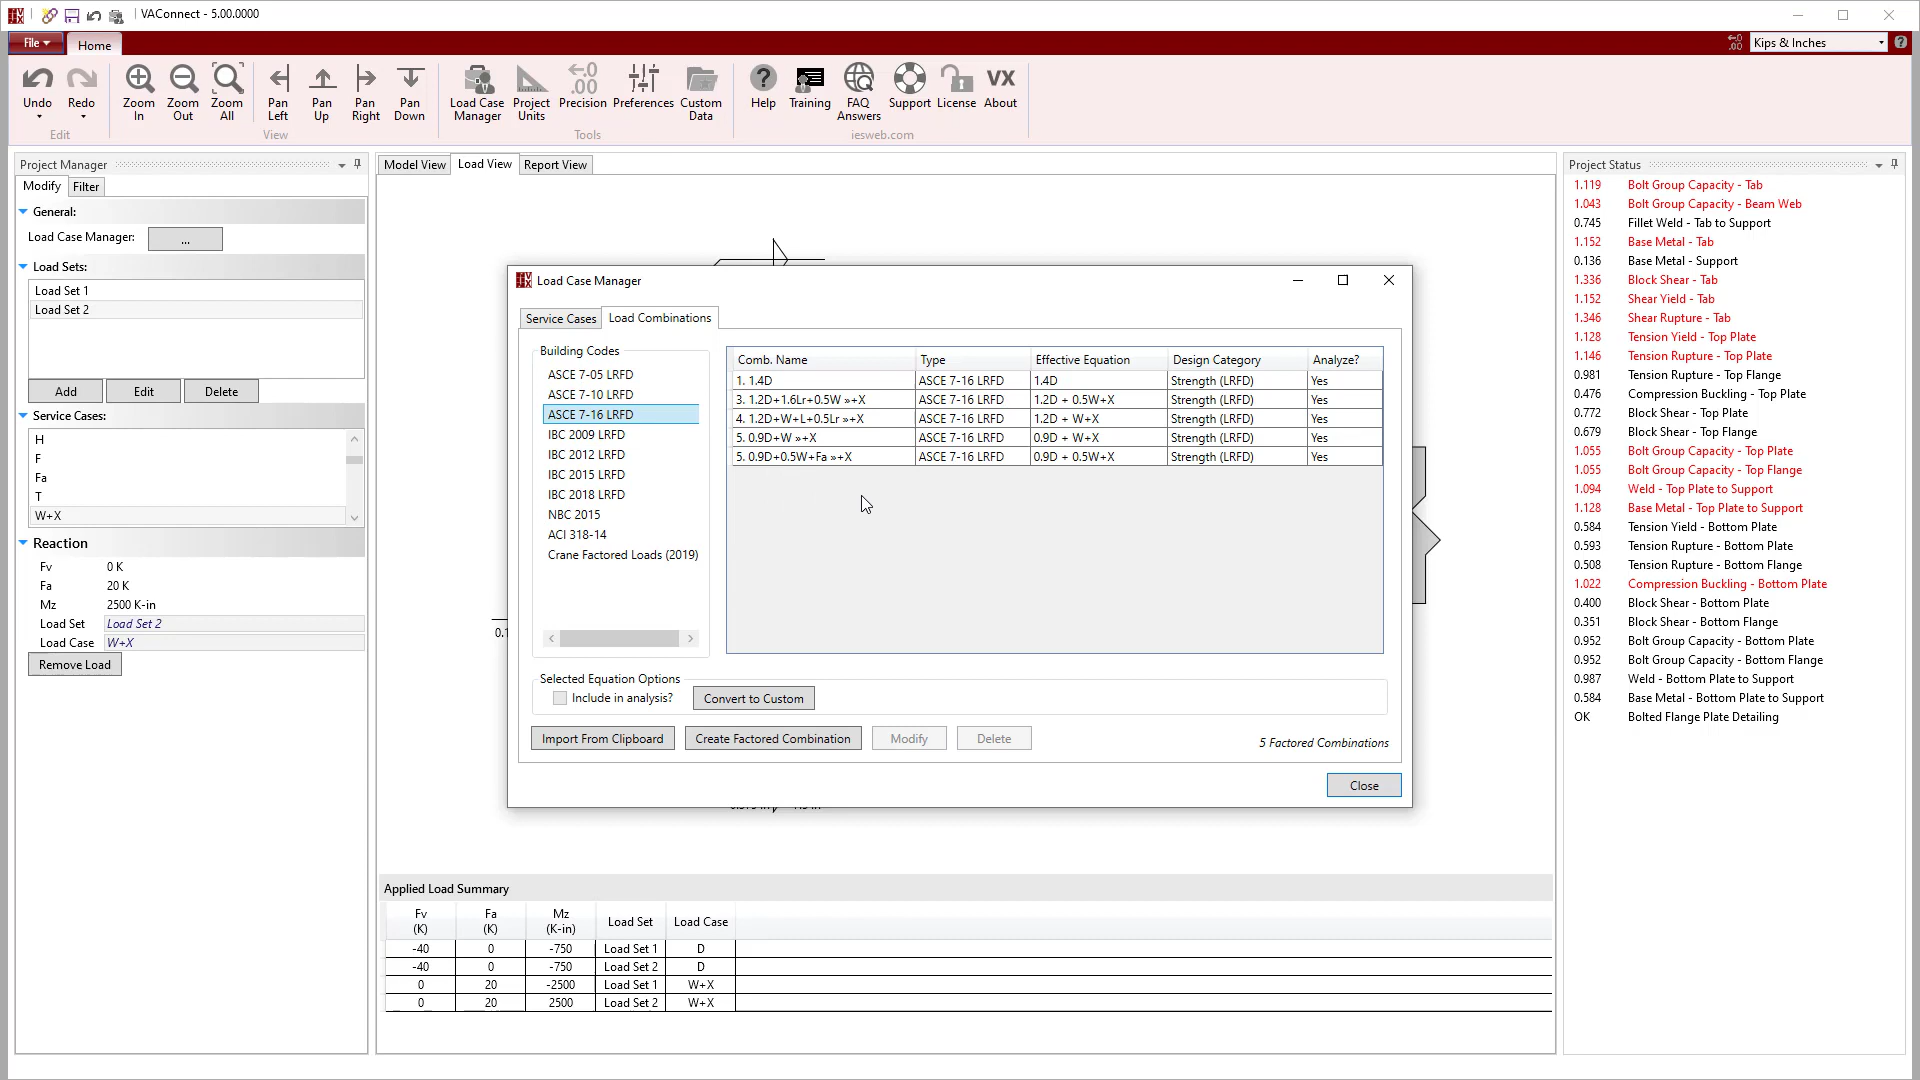 VAConnect - 5.00.0000
File
Home
Kips & Inches
Undo
Redo
Zoom In
Zoom Out
Zoom All
Pan Left
Pan Up
Pan Right
Pan Down
Load Case Manager
Project Units
Precision
Preferences
Custom Data
Help
Training
FAQ Answers
Support
License
VX
About
Edit
View
Tools
iesweb.com
Project Manager
Modify
Filter
General:
Load Case Manager:
...
Load Sets:
Load Set 1
Load Set 2
Add
Edit
Delete
Service Cases:
H
F
Fa
T
W+X
Reaction
Fv 0 K
Fa 20 K
Mz 2500 K-in
Load Set Load Set 2
Load Case W+X
Remove Load
Model View
Load View
Report View
Load Case Manager
Service Cases
Load Combinations
Building Codes
ASCE 7-05 LRFD
ASCE 7-10 LRFD
ASCE 7-16 LRFD
IBC 2009 LRFD
IBC 2012 LRFD
IBC 2015 LRFD
IBC 2018 LRFD
NBC 2015
ACI 318-14
Crane Factored Loads (2019)
Comb. Name Type Effective Equation Design Category Analyze?
1. 1.4D ASCE 7-16 LRFD 1.4D Strength (LRFD) Yes
3. 1.2D+1.6Lr+0.5W »+X ASCE 7-16 LRFD 1.2D + 0.5W+X Strength (LRFD) Yes
4. 1.2D+W+L+0.5Lr »+X ASCE 7-16 LRFD 1.2D + W+X Strength (LRFD) Yes
5. 0.9D+W »+X ASCE 7-16 LRFD 0.9D + W+X Strength (LRFD) Yes
5. 0.9D+0.5W+Fa »+X ASCE 7-16 LRFD 0.9D + 0.5W+X Strength (LRFD) Yes
Selected Equation Options
Include in analysis?
Convert to Custom
Import From Clipboard
Create Factored Combination
Modify
Delete
5 Factored Combinations
Close
Applied Load Summary
Fv (K) Fa (K) Mz (K-in) Load Set Load Case
-40 0 -750 Load Set 1 D
-40 0 -750 Load Set 2 D
0 20 -2500 Load Set 1 W+X
0 20 2500 Load Set 2 W+X
Project Status
1.119 Bolt Group Capacity - Tab
1.043 Bolt Group Capacity - Beam Web
0.745 Fillet Weld - Tab to Support
1.152 Base Metal - Tab
0.136 Base Metal - Support
1.336 Block Shear - Tab
1.152 Shear Yield - Tab
1.346 Shear Rupture - Tab
1.128 Tension Yield - Top Plate
1.146 Tension Rupture - Top Plate
0.981 Tension Rupture - Top Flange
0.476 Compression Buckling - Top Plate
0.772 Block Shear - Top Plate
0.679 Block Shear - Top Flange
1.055 Bolt Group Capacity - Top Plate
1.055 Bolt Group Capacity - Top Flange
1.094 Weld - Top Plate to Support
1.128 Base Metal - Top Plate to Support
0.584 Tension Yield - Bottom Plate
0.593 Tension Rupture - Bottom Plate
0.508 Tension Rupture - Bottom Flange
1.022 Compression Buckling - Bottom Plate
0.400 Block Shear - Bottom Plate
0.351 Block Shear - Bottom Flange
0.952 Bolt Group Capacity - Bottom Plate
0.952 Bolt Group Capacity - Bottom Flange
0.987 Weld - Bottom Plate to Support
0.584 Base Metal - Bottom Plate to Support
OK Bolted Flange Plate Detailing